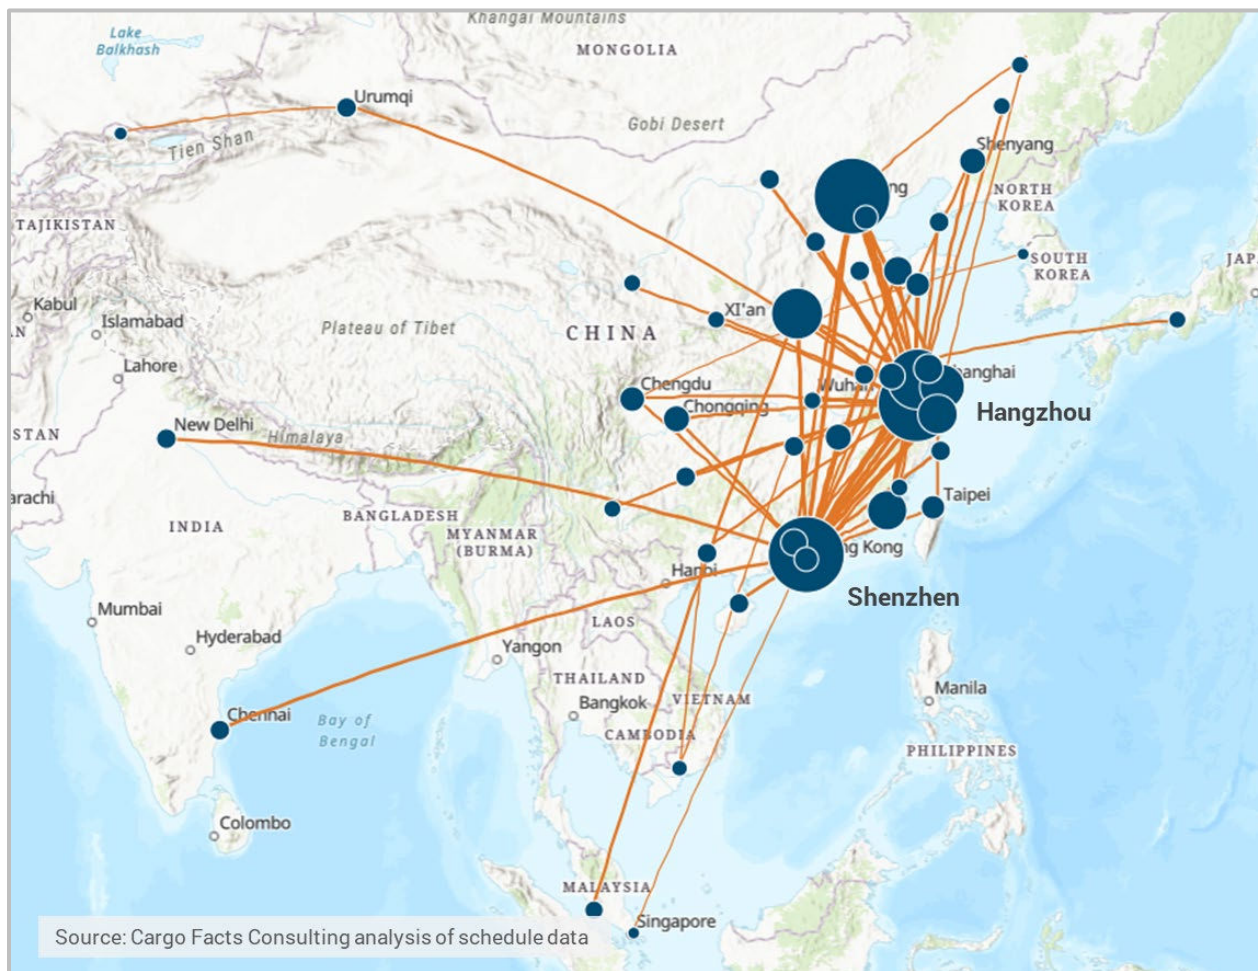 Khangai Mountains
Lake
Balkhash
MONGOLIA
Urumqi
Gobi Desert
Tien Shan
Shenyang
ng
NORTH
KOREA
TAJIKISTAN
SOUTH
KOREA
JAP
Kabul
AN
Islamabad
XI'an
Plateau of Tibet
CHINA
Lahore
Chengdu
Wuhan
hanghai
Chongqing
Hangzhou
New Delhi
STAN
Himalaya
arachi
Taipei
INDIA
BANGLADESH
MYANMAR
(BURMA)
ng Kong
Hanoi
Shenzhen
Mumbai
LAOS
Hyderabad
Yangon
THAILAND
Manila
VIETNAM
Bangkok
Chennai
Bay of
Bengal
CAMBODIA
PHILIPPINES
Colombo
MALAYSIA
Singapore
Source: Cargo Facts Consulting analysis of schedule data